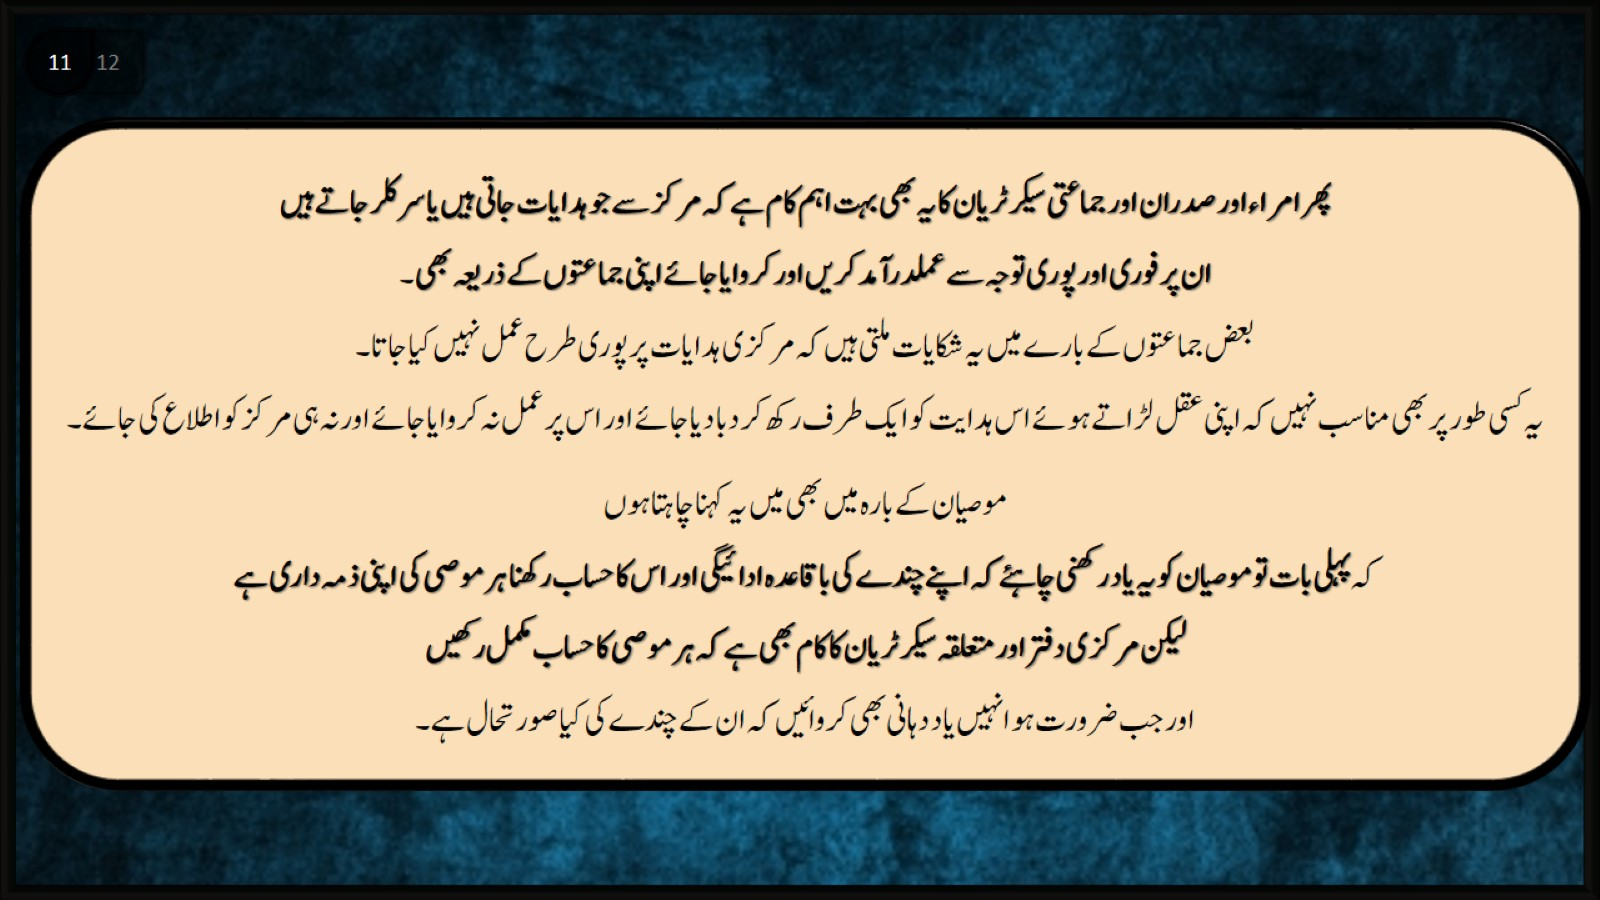 11 12
پھر امراء اور صدران اور جماعتی سیکرٹریان کا یہ بھی بہت اہم کام ہے کہ مرکز سے جو ہدایات جاتی ہیں یا سرکلر جاتے ہیں
ان پر فوری اور پوری توجہ سے عملدرآمد کریں اور کروایا جائے اپنی جماعتوں کے ذریعہ بھی۔
بعض جماعتوں کے بارے میں یہ شکایات ملتی ہیں کہ مرکزی ہدایات پر پوری طرح عمل نہیں کیا جاتا۔
یہ کسی طور پر بھی مناسب نہیں کہ اپنی عقل لڑاتے ہوئے اس ہدایت کو ایک طرف رکھ کر دبا دیا جائے اور اس پر عمل نہ کروایا جائے اور نہ ہی مرکز کو اطلاع کی جائے۔
موصیان کے بارہ میں بھی میں یہ کہنا چاہتا ہوں
کہ پہلی بات تو موصیان کو یہ یاد رکھنی چاہئے کہ اپنے چندے کی باقاعدہ ادائیگی اور اس کا حساب رکھنا ہر موصی کی اپنی ذمہ داری ہے
لیکن مرکزی دفتر اور متعلقہ سیکرٹریان کا کام بھی ہے کہ ہر موصی کا حساب مکمل رکھیں
اور جب ضرورت ہو انہیں یاد دہانی بھی کروائیں کہ ان کے چندے کی کیا صورتحال ہے۔